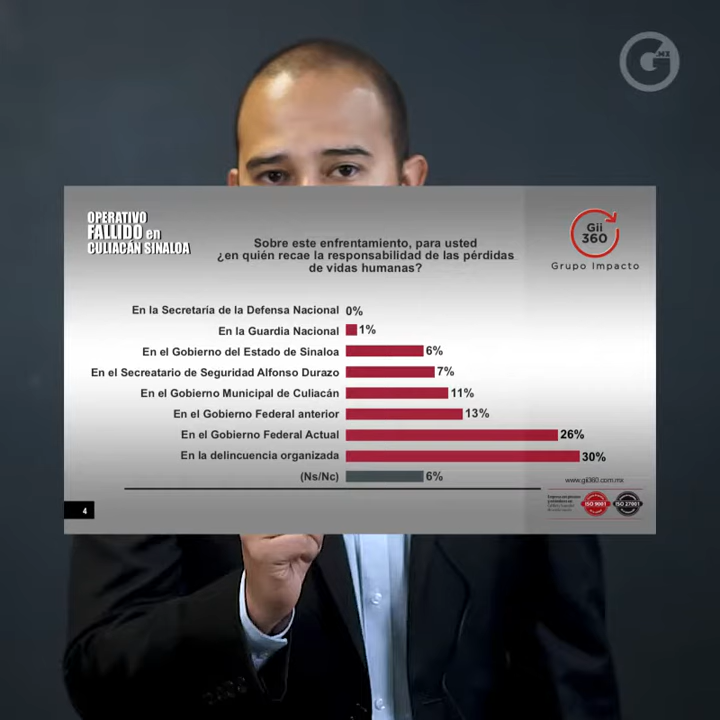 G.MX
OPERATIVO
FALLIDO en
CULIACÁN SINALOA
Sobre este enfrentamiento, para usted
¿en quién recae la responsabilidad de las pérdidas
de vidas humanas?
Gii
360
Grupo Impacto
En la Secretaría de la Defensa Nacional 0%
En la Guardia Nacional 1%
En el Gobierno del Estado de Sinaloa 6%
En el Secreatario de Seguridad Alfonso Durazo 7%
En el Gobierno Municipal de Culiacán 11%
En el Gobierno Federal anterior 13%
En el Gobierno Federal Actual 26%
En la delincuencia organizada 30%
(Ns/Nc) 6%
www.gii360.com.mx
ISO 9001
ISO 27001
4